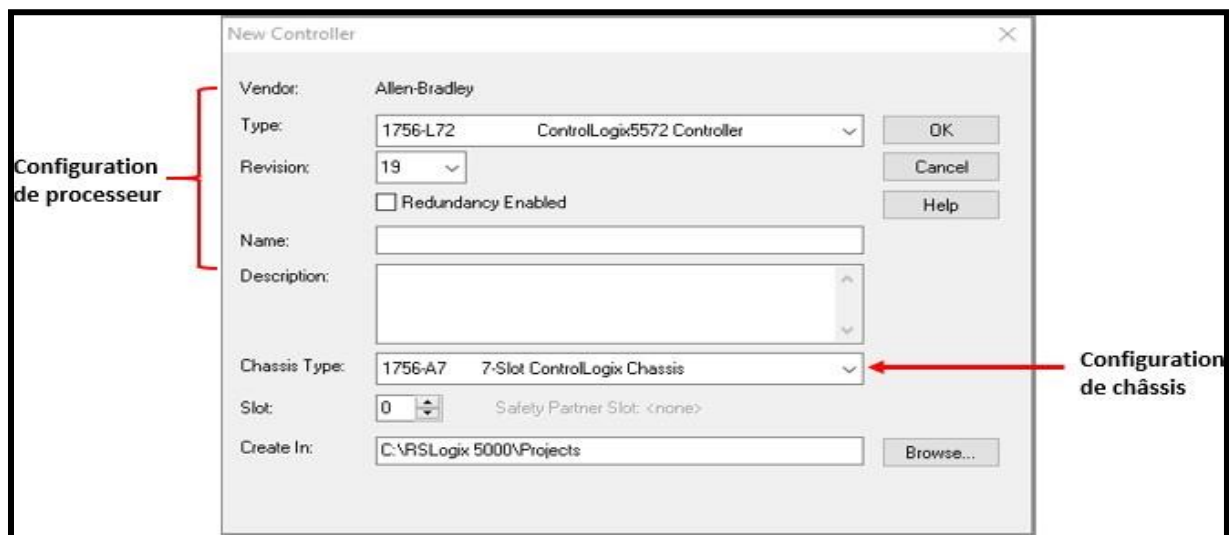 New Controller
Vendor: Allen-Bradley
Type: 1756-L72 ControlLogix5572 Controller OK
Configuration de processeur
Revision: 19 Cancel
Redundancy Enabled Help
Name:
Description:
Chassis Type: 1756-A7 7-Slot ControlLogix Chassis
Configuration de châssis
Slot: 0 Safety Partner Slot: <none>
Create In: C:\RSLogix 5000\Projects Browse...